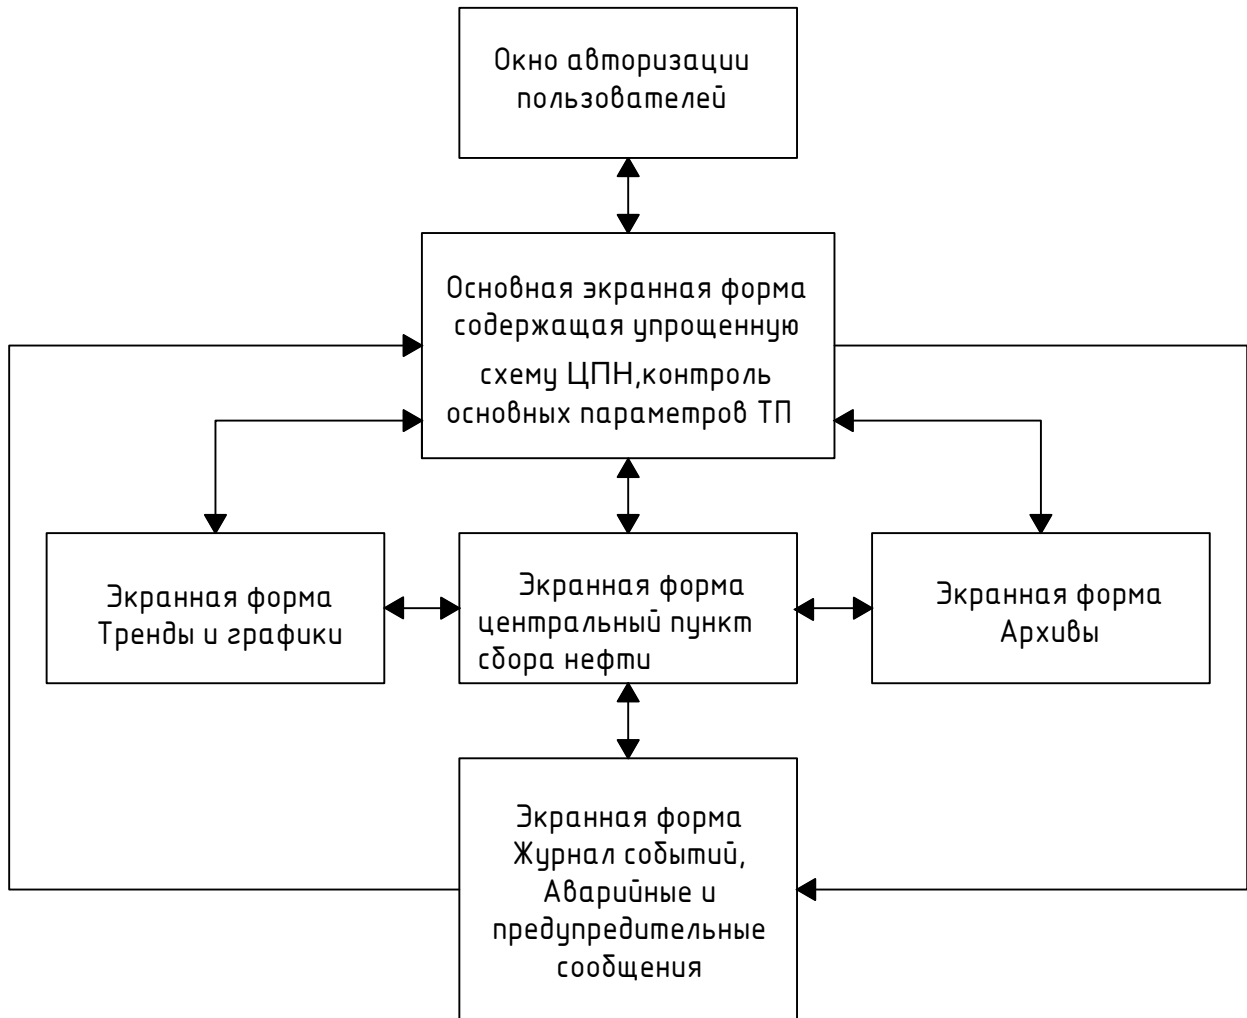 Окно авторизации
пользователей
Основная экранная форма
содержащая упрощенную
схему ЦПН,контроль
основных параметров ТП
Экранная форма
Тренды и графики
Экранная форма
центральный пункт
сбора нефти
Экранная форма
Архивы
Экранная форма
Журнал событий,
Аварийные и
предупредительные
сообщения